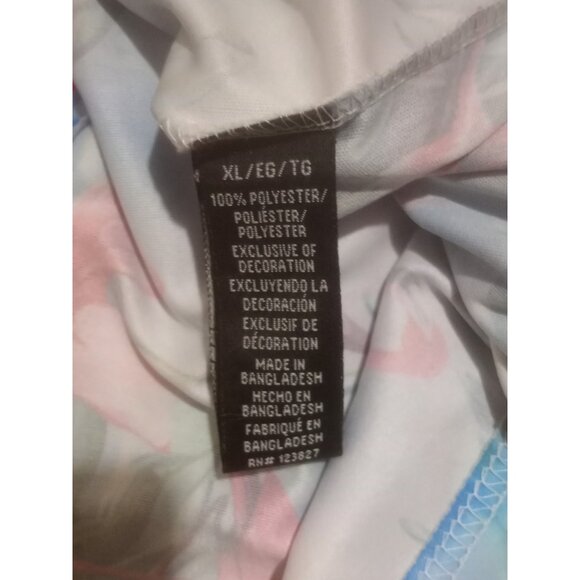 XL/EG/TG
100% POLYESTER/
POLIÉSTER/
POLYESTER
EXCLUSIVE OF
DECORATION
EXCLUYENDO LA
DECORACIÓN
EXCLUSIF DE
DÉCORATION
MADE IN
BANGLADESH
HECHO EN
BANGLADESH
FABRIQUÉ EN
BANGLADESH
RN# 123827